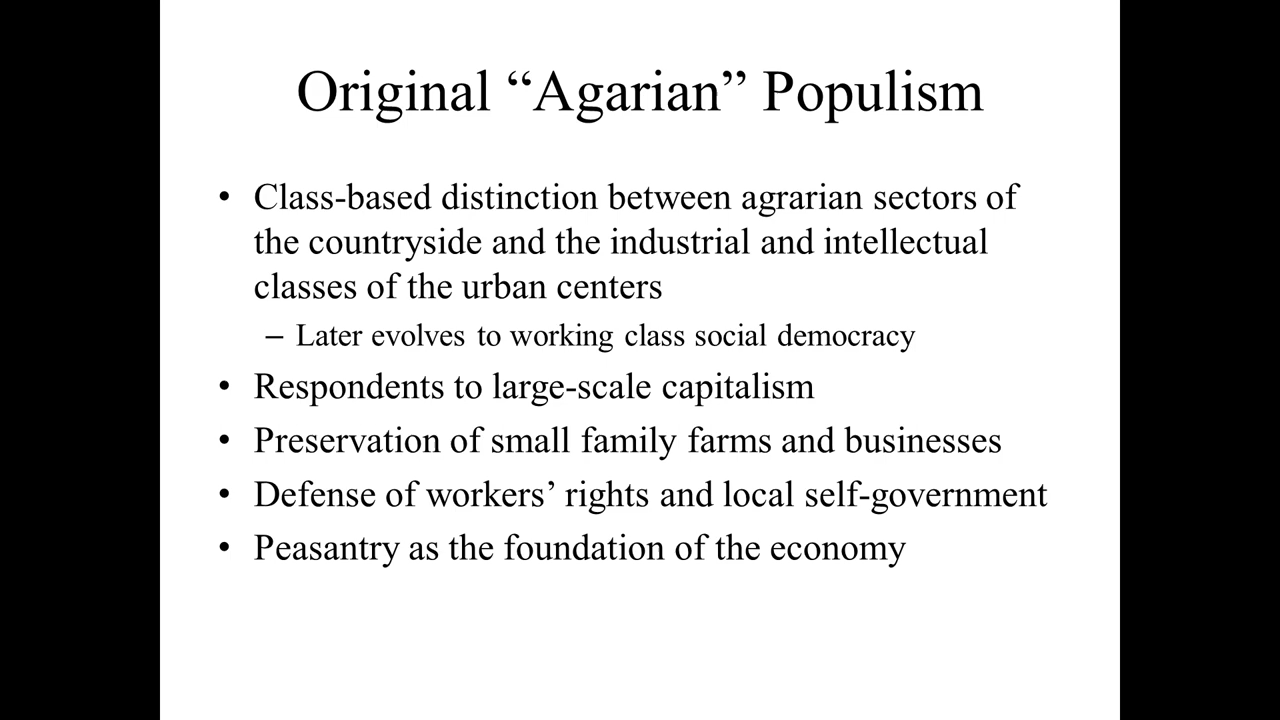 Original “Agarian” Populism
• Class-based distinction between agrarian sectors of
the countryside and the industrial and intellectual
classes of the urban centers
– Later evolves to working class social democracy
• Respondents to large-scale capitalism
• Preservation of small family farms and businesses
• Defense of workers’ rights and local self-government
• Peasantry as the foundation of the economy